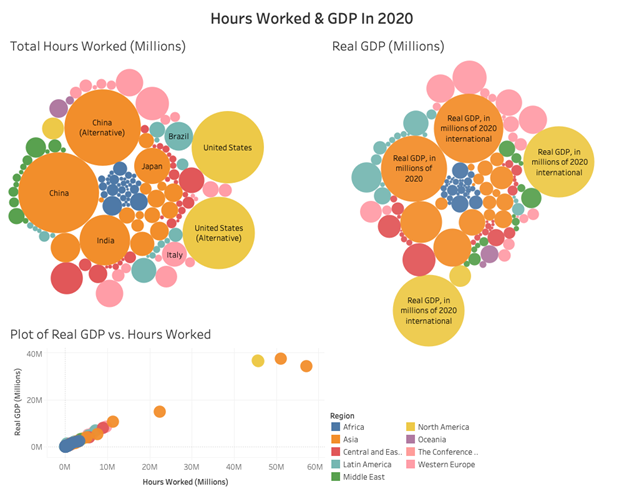 Hours Worked & GDP In 2020
Total Hours Worked (Millions)
Real GDP (Millions)
China
(Alternative)
Brazil
United States
Japan
China
United States
(Alternative)
India
Italy
Real GDP, in
millions of 2020
international
Real GDP, in
millions of 2020
international
Real GDP, in
millions of
2020
Real GDP, in
millions of 2020
international
Plot of Real GDP vs. Hours Worked
Real GDP (Millions)
40M
20M
0M
0M 10M 20M 30M 40M 50M 60M
Hours Worked (Millions)
Region
Africa
Asia
Central and Eas..
Latin America
Middle East
North America
Oceania
The Conference ..
Western Europe